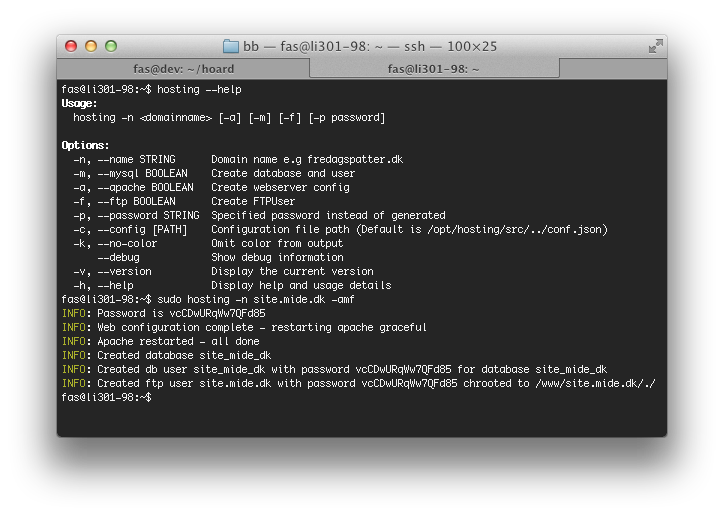 bb — fas@li301-98: ~ — ssh — 100×25
fas@dev: ~/hoard
fas@li301-98: ~
fas@li301-98:~$ hosting --help
Usage:
hosting -n <domainname> [-a] [-m] [-f] [-p password]
Options:
-n, --name STRING Domain name e.g fredagspatter.dk
-m, --mysql BOOLEAN Create database and user
-a, --apache BOOLEAN Create webserver config
-f, --ftp BOOLEAN Create FTPUser
-p, --password STRING Specified password instead of generated
-c, --config [PATH] Configuration file path (Default is /opt/hosting/src/../conf.json)
-k, --no-color Omit color from output
--debug Show debug information
-v, --version Display the current version
-h, --help Display help and usage details
fas@li301-98:~$ sudo hosting -n site.mide.dk -amf
INFO: Password is vcCDwURqWw7QFd85
INFO: Web configuration complete - restarting apache graceful
INFO: Apache restarted - all done
INFO: Created database site_mide_dk
INFO: Created db user site_mide_dk with password vcCDwURqWw7QFd85 for database site_mide_dk
INFO: Created ftp user site.mide.dk with password vcCDwURqWw7QFd85 chrooted to /www/site.mide.dk/./
fas@li301-98:~$